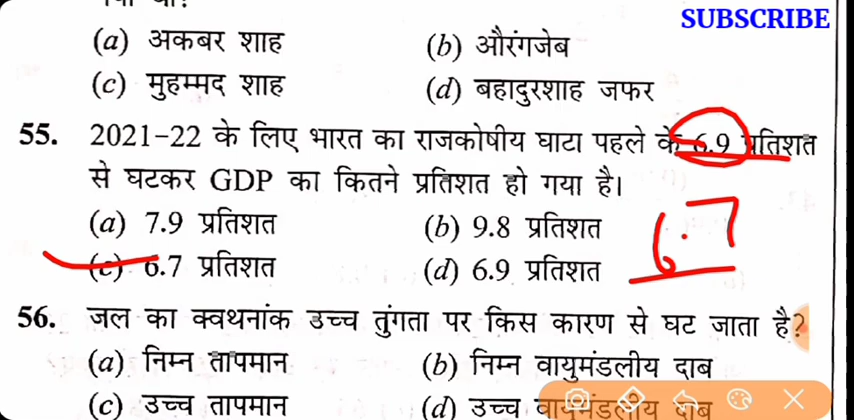 SUBSCRIBE
(a) अकबर शाह (b) औरंगजेब
(c) मुहम्मद शाह (d) बहादुरशाह जफर
55. 2021-22 के लिए भारत का राजकोषीय घाटा पहले के 6.9 प्रतिशत
से घटकर GDP का कितने प्रतिशत हो गया है।
(a) 7.9 प्रतिशत (b) 9.8 प्रतिशत
6.7
(c) 6.7 प्रतिशत (d) 6.9 प्रतिशत
56. जल का क्वथनांक उच्च तुंगता पर किस कारण से घट जाता है?
(a) निम्न तापमान (b) निम्न वायुमंडलीय दाब
(c) उच्च तापमान (d) उच्च वायुमंडलीय दाब